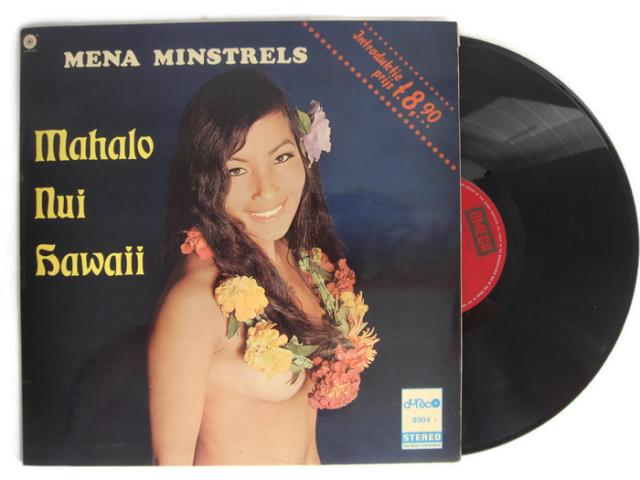 MENA MINSTRELS
Introduktie
prijs f.8,90
Mahalo
Nui
Hawaii
OMEGA
dureco
8904
STEREO